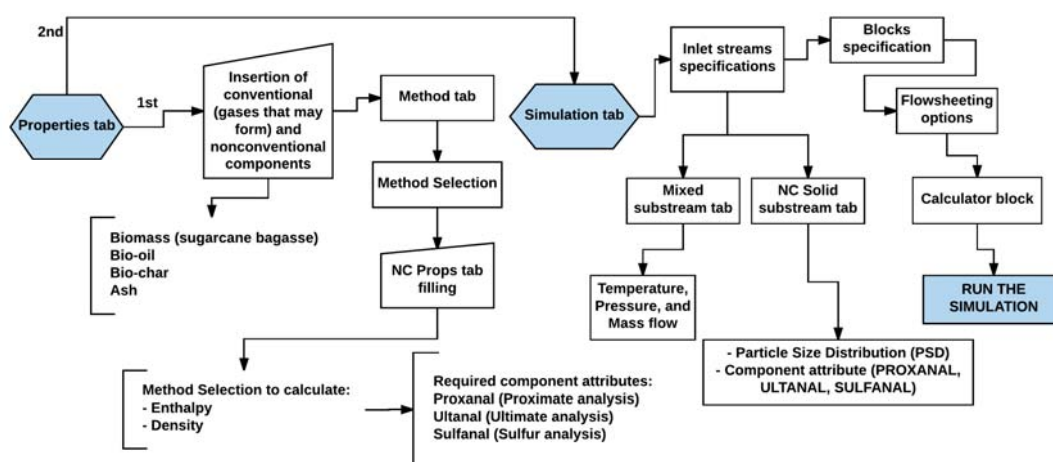 2nd
1st
Properties tab
Insertion of
conventional
(gases that may
form) and
nonconventional
components
Biomass (sugarcane bagasse)
Bio-oil
Bio-char
Ash
Method tab
Method Selection
NC Props tab
filling
Method Selection to calculate:
- Enthalpy
- Density
Required component attributes:
Proxanal (Proximate analysis)
Ultanal (Ultimate analysis)
Sulfanal (Sulfur analysis)
Simulation tab
Inlet streams
specifications
Mixed
substream tab
Temperature,
Pressure, and
Mass flow
NC Solid
substream tab
- Particle Size Distribution (PSD)
- Component attribute (PROXANAL,
ULTANAL, SULFANAL)
Blocks
specification
Flowsheeting
options
Calculator block
RUN THE
SIMULATION